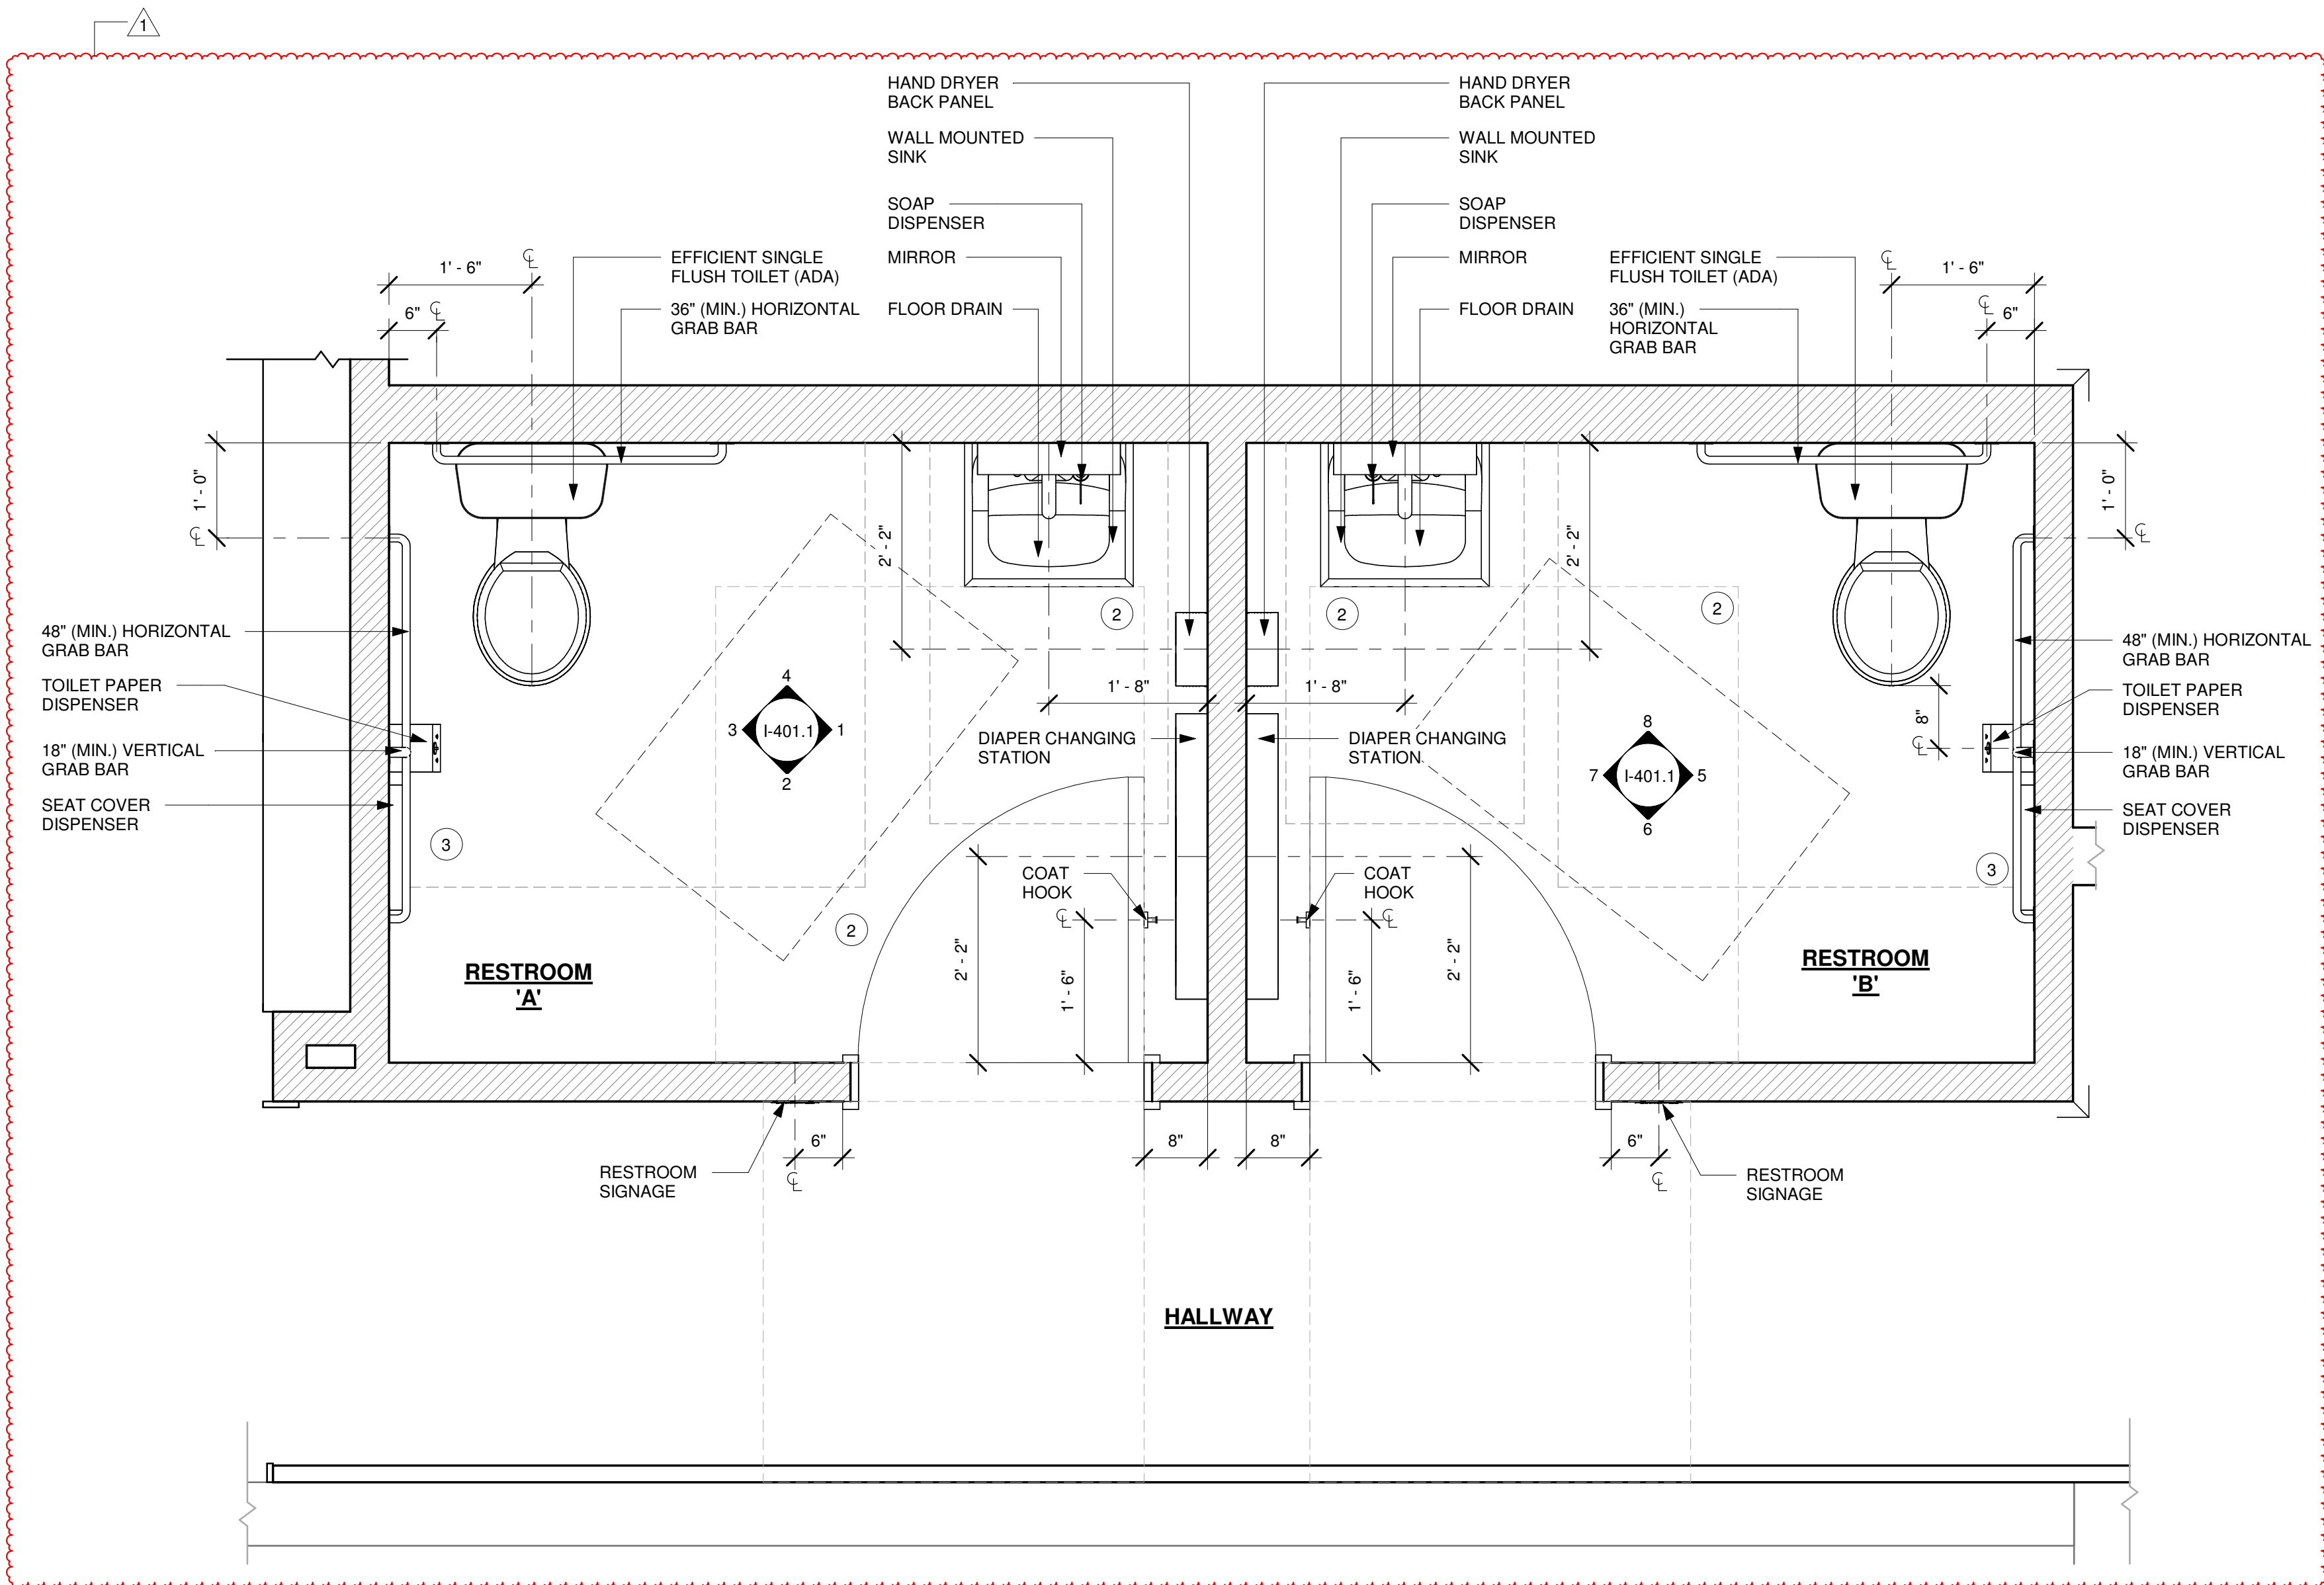 1
HAND DRYER
BACK PANEL
HAND DRYER
BACK PANEL
WALL MOUNTED
SINK
WALL MOUNTED
SINK
SOAP
DISPENSER
SOAP
DISPENSER
EFFICIENT SINGLE
FLUSH TOILET (ADA)
MIRROR
MIRROR
EFFICIENT SINGLE
FLUSH TOILET (ADA)
1' - 6"
1' - 6"
6"
36" (MIN.) HORIZONTAL
GRAB BAR
FLOOR DRAIN
FLOOR DRAIN
36" (MIN.)
HORIZONTAL
GRAB BAR
6"
1' - 0"
2' - 2"
2' - 2"
1' - 0"
48" (MIN.) HORIZONTAL
GRAB BAR
TOILET PAPER
DISPENSER
18" (MIN.) VERTICAL
GRAB BAR
SEAT COVER
DISPENSER
2
2
2
4
3
I-401.1
1
2
1' - 8"
1' - 8"
DIAPER CHANGING
STATION
DIAPER CHANGING
STATION
8
7
I-401.1
5
6
8"
48" (MIN.) HORIZONTAL
GRAB BAR
TOILET PAPER
DISPENSER
18" (MIN.) VERTICAL
GRAB BAR
SEAT COVER
DISPENSER
3
3
2
COAT
HOOK
COAT
HOOK
2' - 2"
1' - 6"
1' - 6"
2' - 2"
RESTROOM
'A'
RESTROOM
'B'
6"
8"
8"
6"
RESTROOM
SIGNAGE
RESTROOM
SIGNAGE
HALLWAY